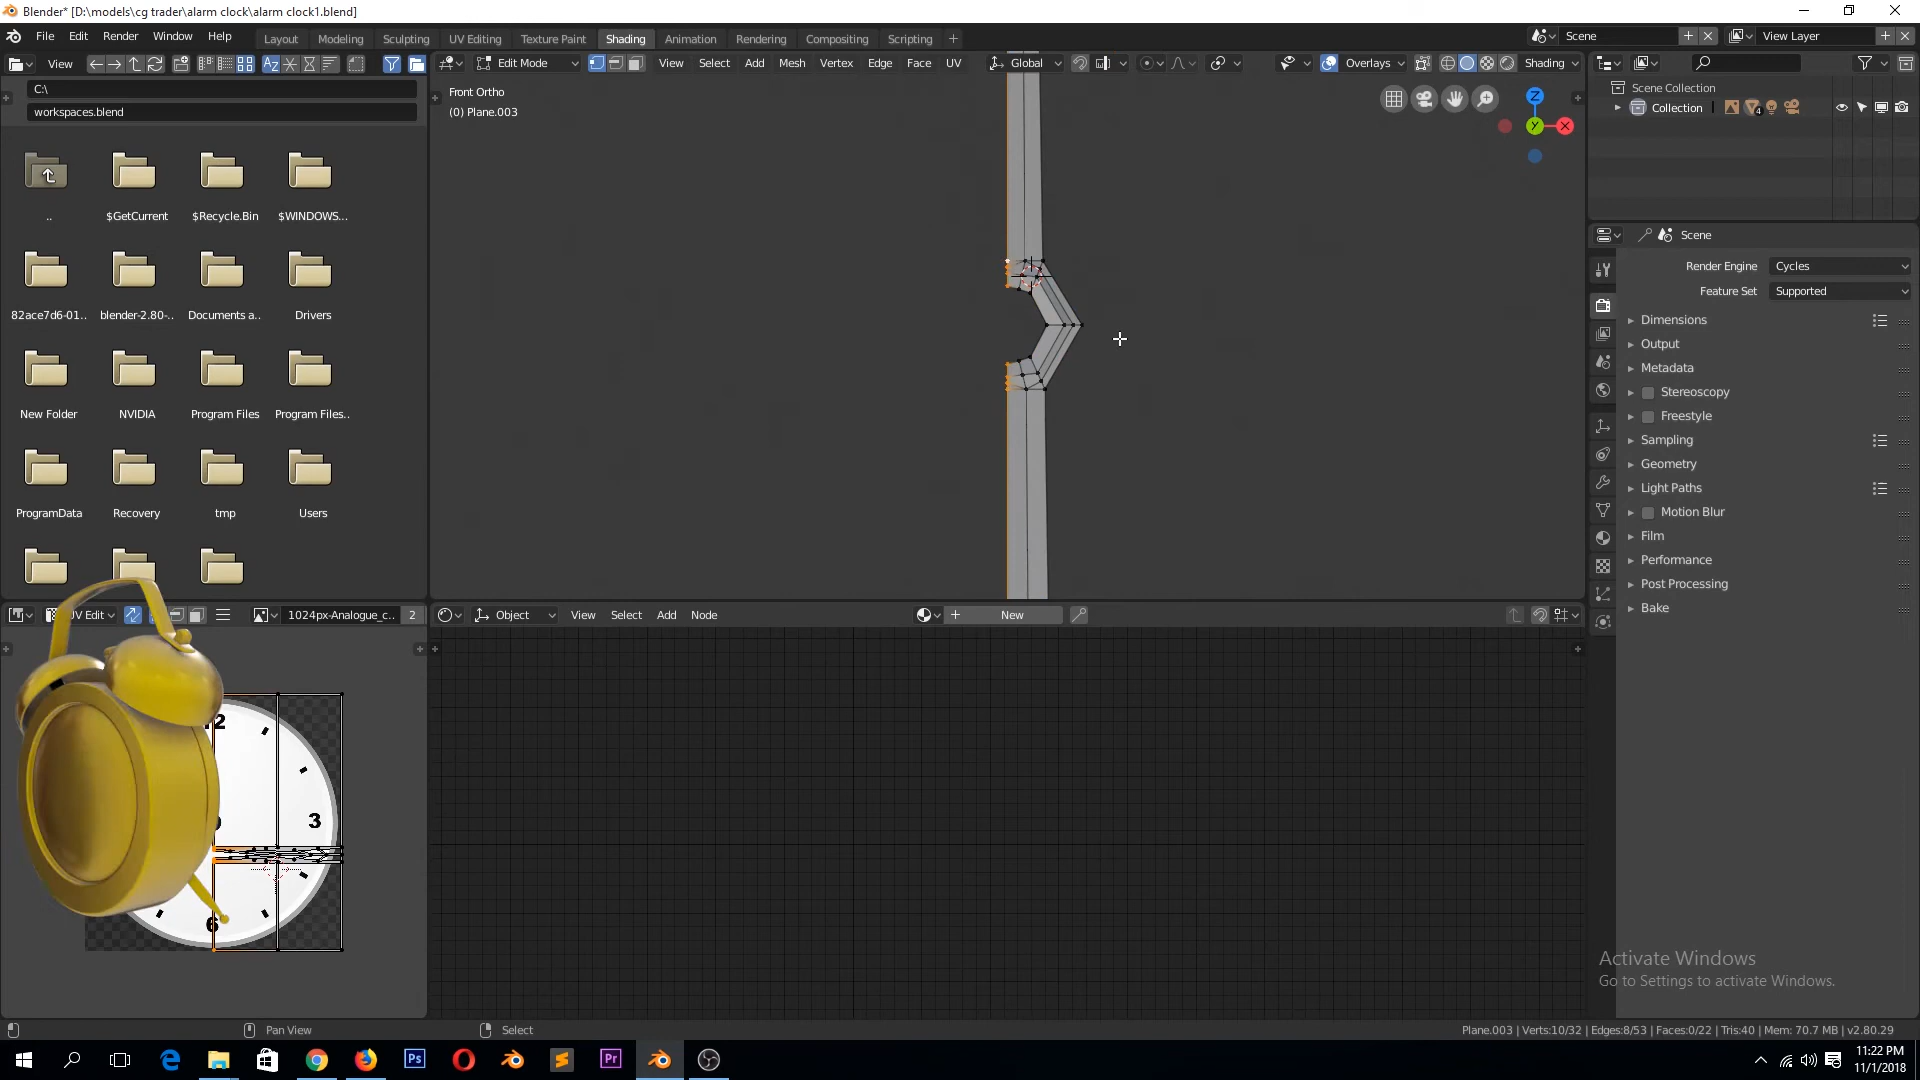 Blender* [D:\models\cg trader\alarm clock\alarm clock1.blend]
File Edit Render Window Help
Layout Modeling Sculpting UV Editing Texture Paint Shading Animation Rendering Compositing Scripting +
Scene View Layer
View
Edit Mode View Select Add Mesh Vertex Edge Face UV Global Overlays Shading
C:\
workspaces.blend
Front Ortho
(0) Plane.003
Z
Y X
Scene Collection
Collection 4
..
$GetCurrent
$Recycle.Bin
$WINDOWS...
82ace7d6-01..
blender-2.80-..
Documents a..
Drivers
New Folder
NVIDIA
Program Files
Program Files..
ProgramData
Recovery
tmp
Users
Scene
Render Engine Cycles
Feature Set Supported
Dimensions
Output
Metadata
Stereoscopy
Freestyle
Sampling
Geometry
Light Paths
Motion Blur
Film
Performance
Post Processing
Bake
UV Edit 1024px-Analogue_c... 2
Object View Select Add Node + New
12
3
6
Activate Windows
Go to Settings to activate Windows.
Pan View
Select
Plane.003 | Verts:10/32 | Edges:8/53 | Faces:0/22 | Tris:40 | Mem: 70.7 MB | v2.80.29
Ps
Pr
11:22 PM
11/1/2018